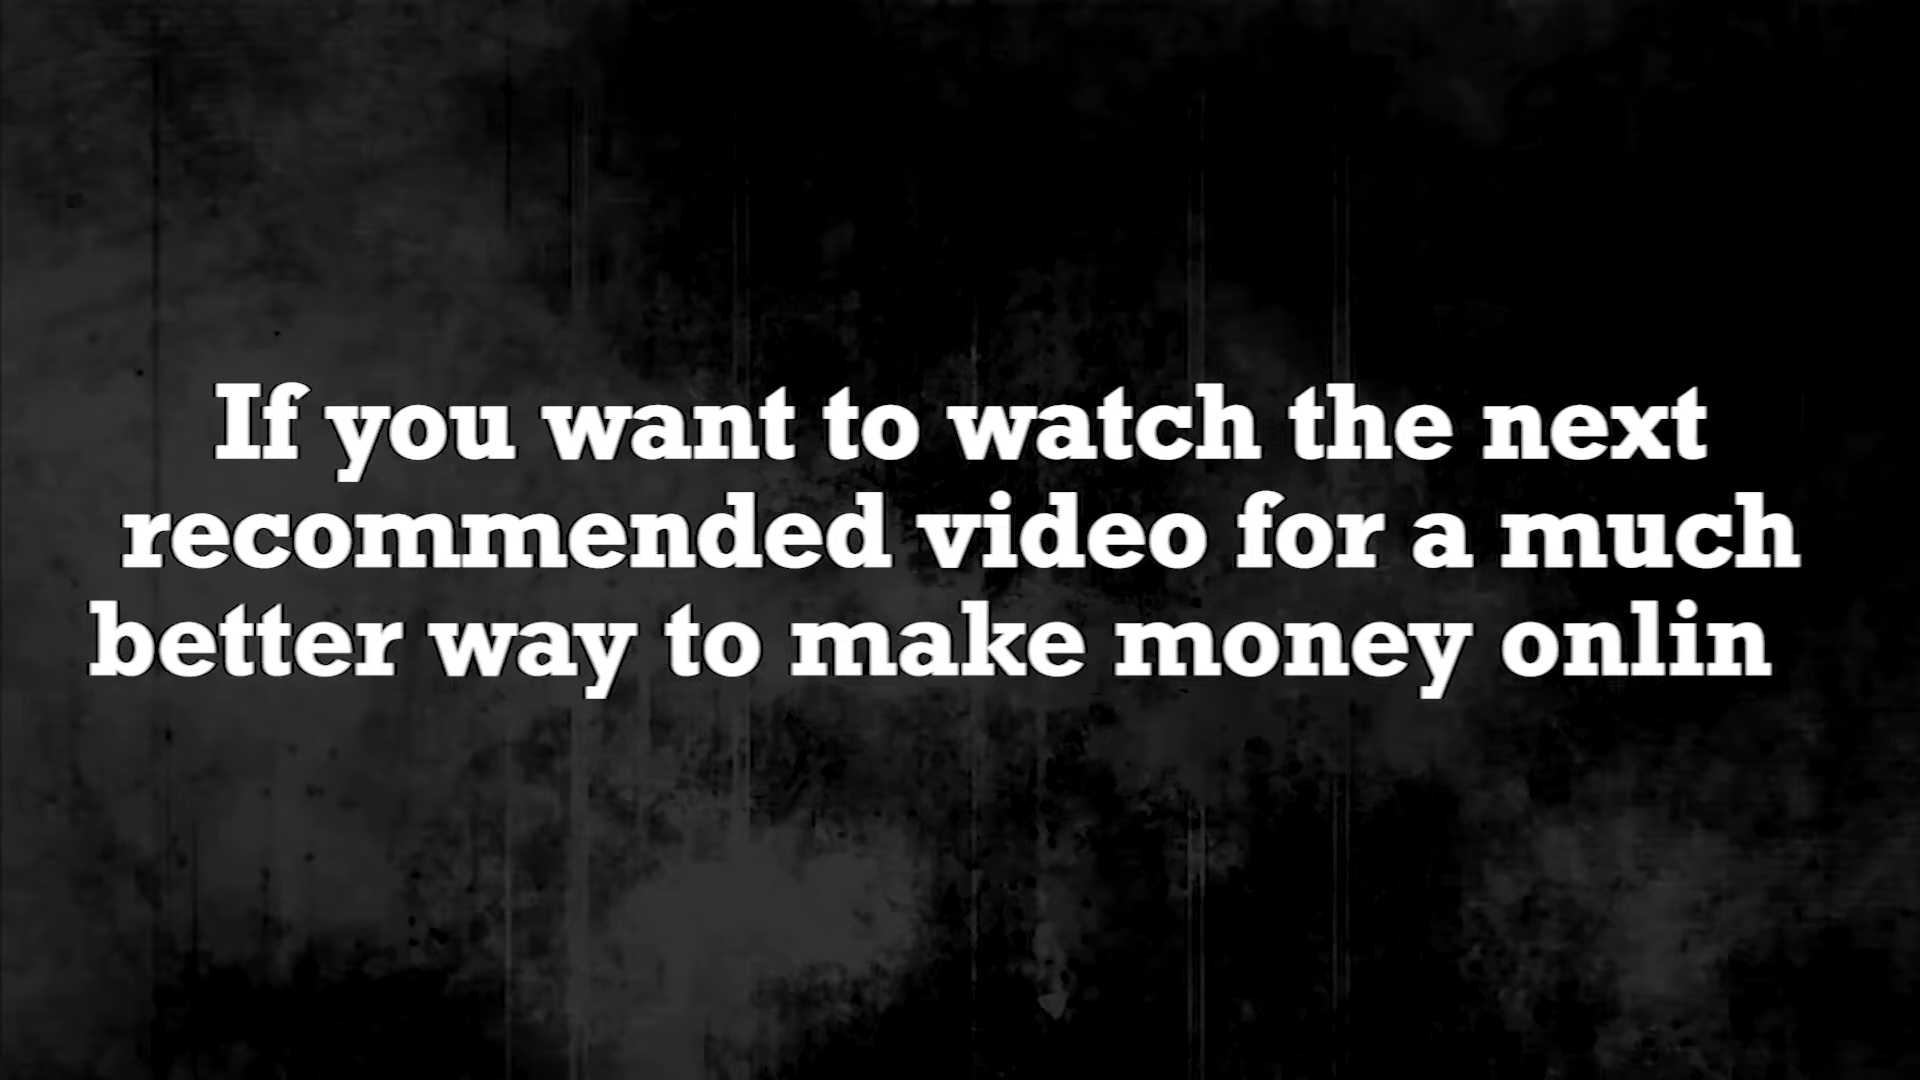 If you want to watch the next
recommended video for a much
better way to make money onlin